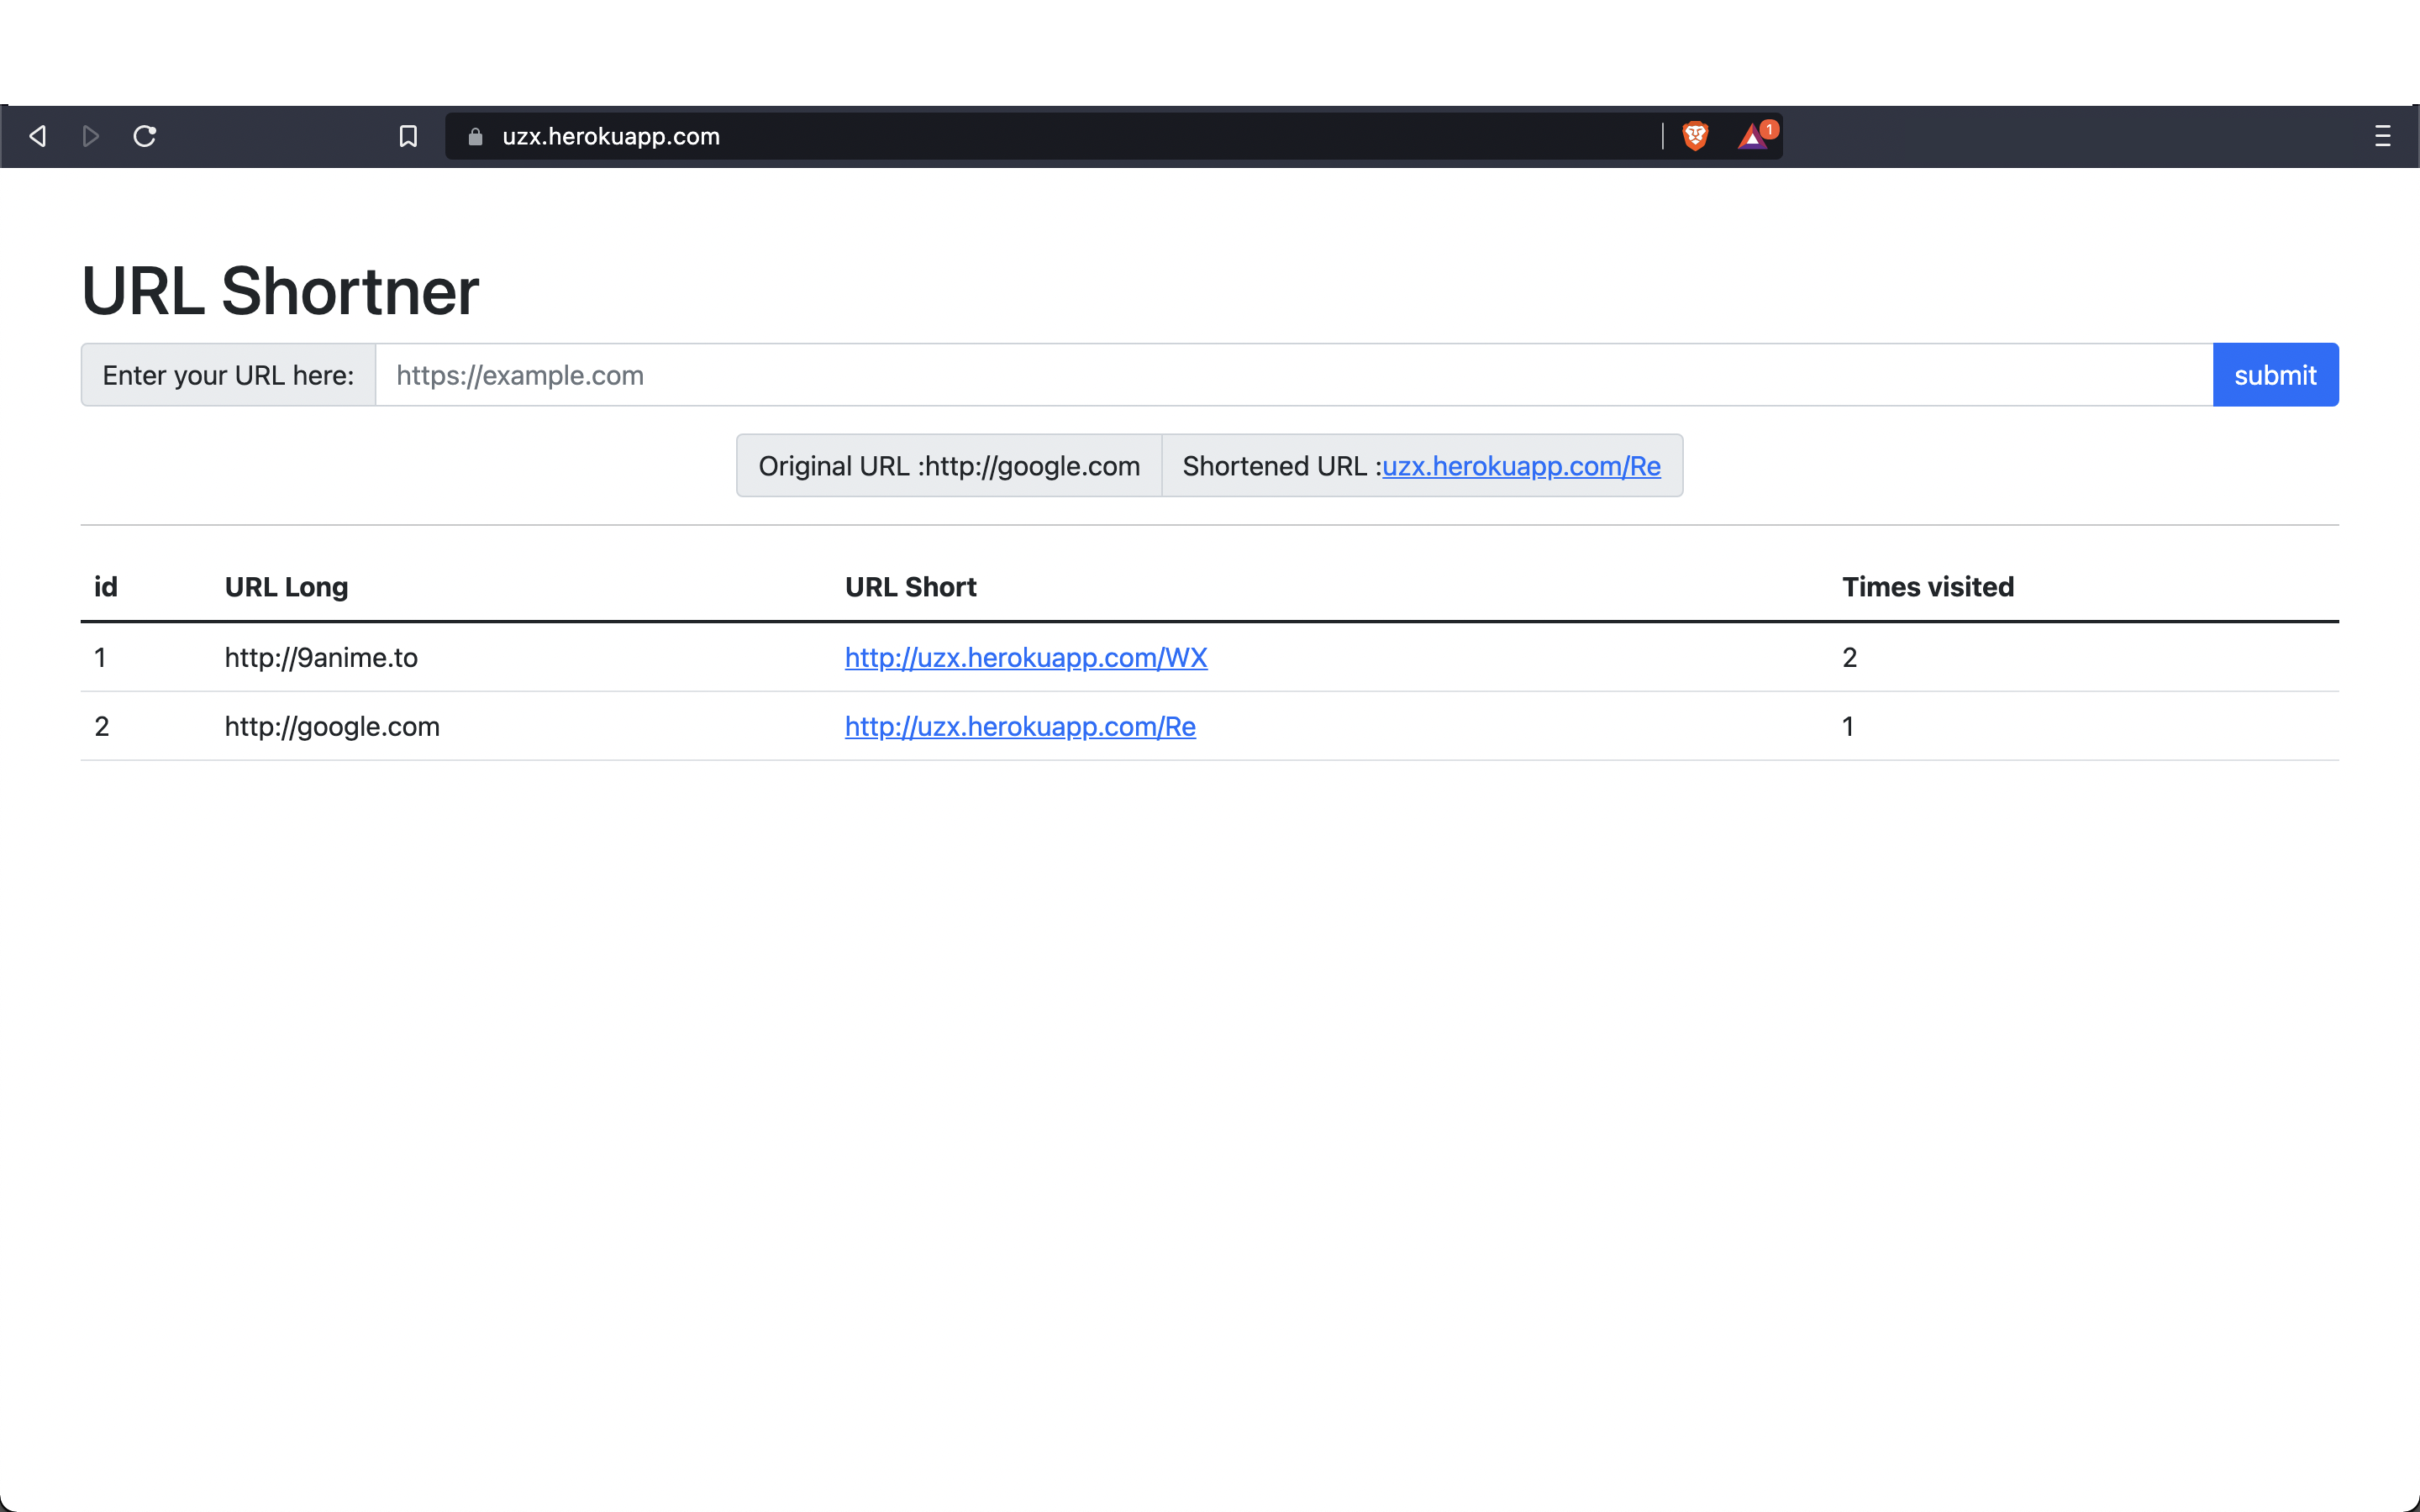 uzx.herokuapp.com
1
URL Shortner
Enter your URL here: https://example.com submit
Original URL :http://google.com Shortened URL :uzx.herokuapp.com/Re
id URL Long URL Short Times visited
1 http://9anime.to http://uzx.herokuapp.com/WX 2
2 http://google.com http://uzx.herokuapp.com/Re 1